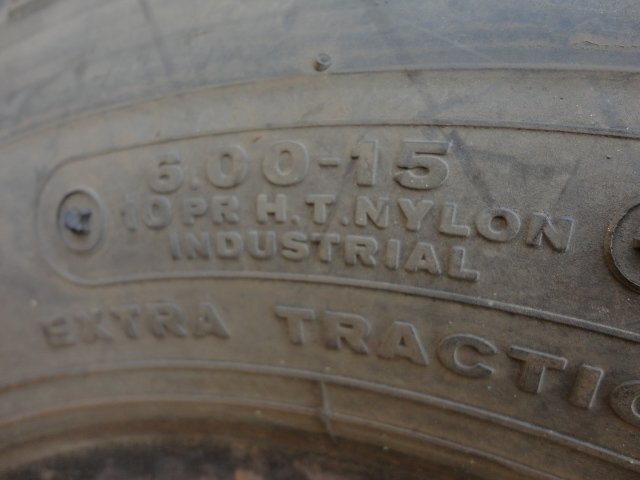 6.00-15
10 PR H.T. NYLON
INDUSTRIAL
EXTRA TRACTIO